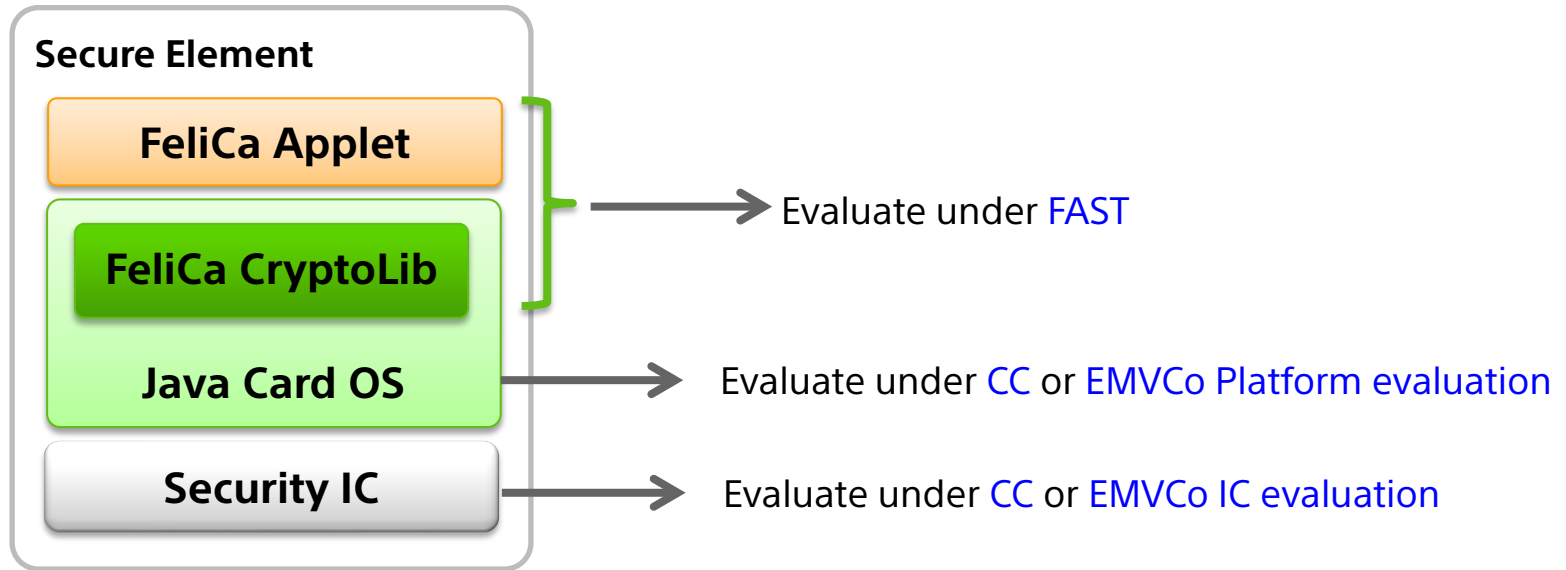 Secure Element
FeliCa Applet
Evaluate under FAST
FeliCa CryptoLib
Java Card OS
Evaluate under CC or EMVCo Platform evaluation
Security IC
Evaluate under CC or EMVCo IC evaluation